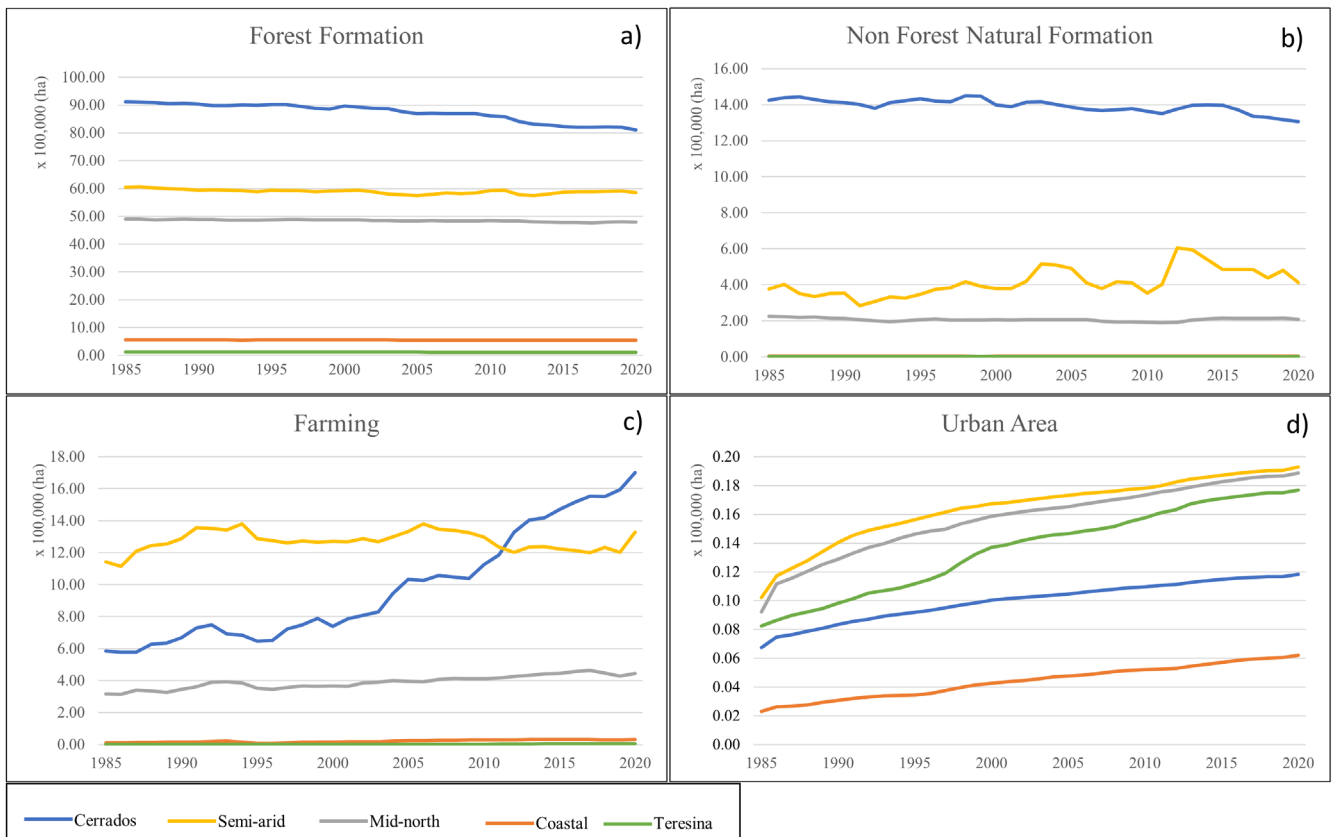 Forest Formation
a)
x 100,000 (ha)
100.00
90.00
80.00
70.00
60.00
50.00
40.00
30.00
20.00
10.00
0.00
1985 1990 1995 2000 2005 2010 2015 2020
Non Forest Natural Formation
b)
x 100,000 (ha)
16.00
14.00
12.00
10.00
8.00
6.00
4.00
2.00
0.00
1985 1990 1995 2000 2005 2010 2015 2020
Farming
c)
x 100,000 (ha)
18.00
16.00
14.00
12.00
10.00
8.00
6.00
4.00
2.00
0.00
1985 1990 1995 2000 2005 2010 2015 2020
Urban Area
d)
x 100,000 (ha)
0.20
0.18
0.16
0.14
0.12
0.10
0.08
0.06
0.04
0.02
0.00
1985 1990 1995 2000 2005 2010 2015 2020
Cerrados Semi-arid Mid-north Coastal Teresina